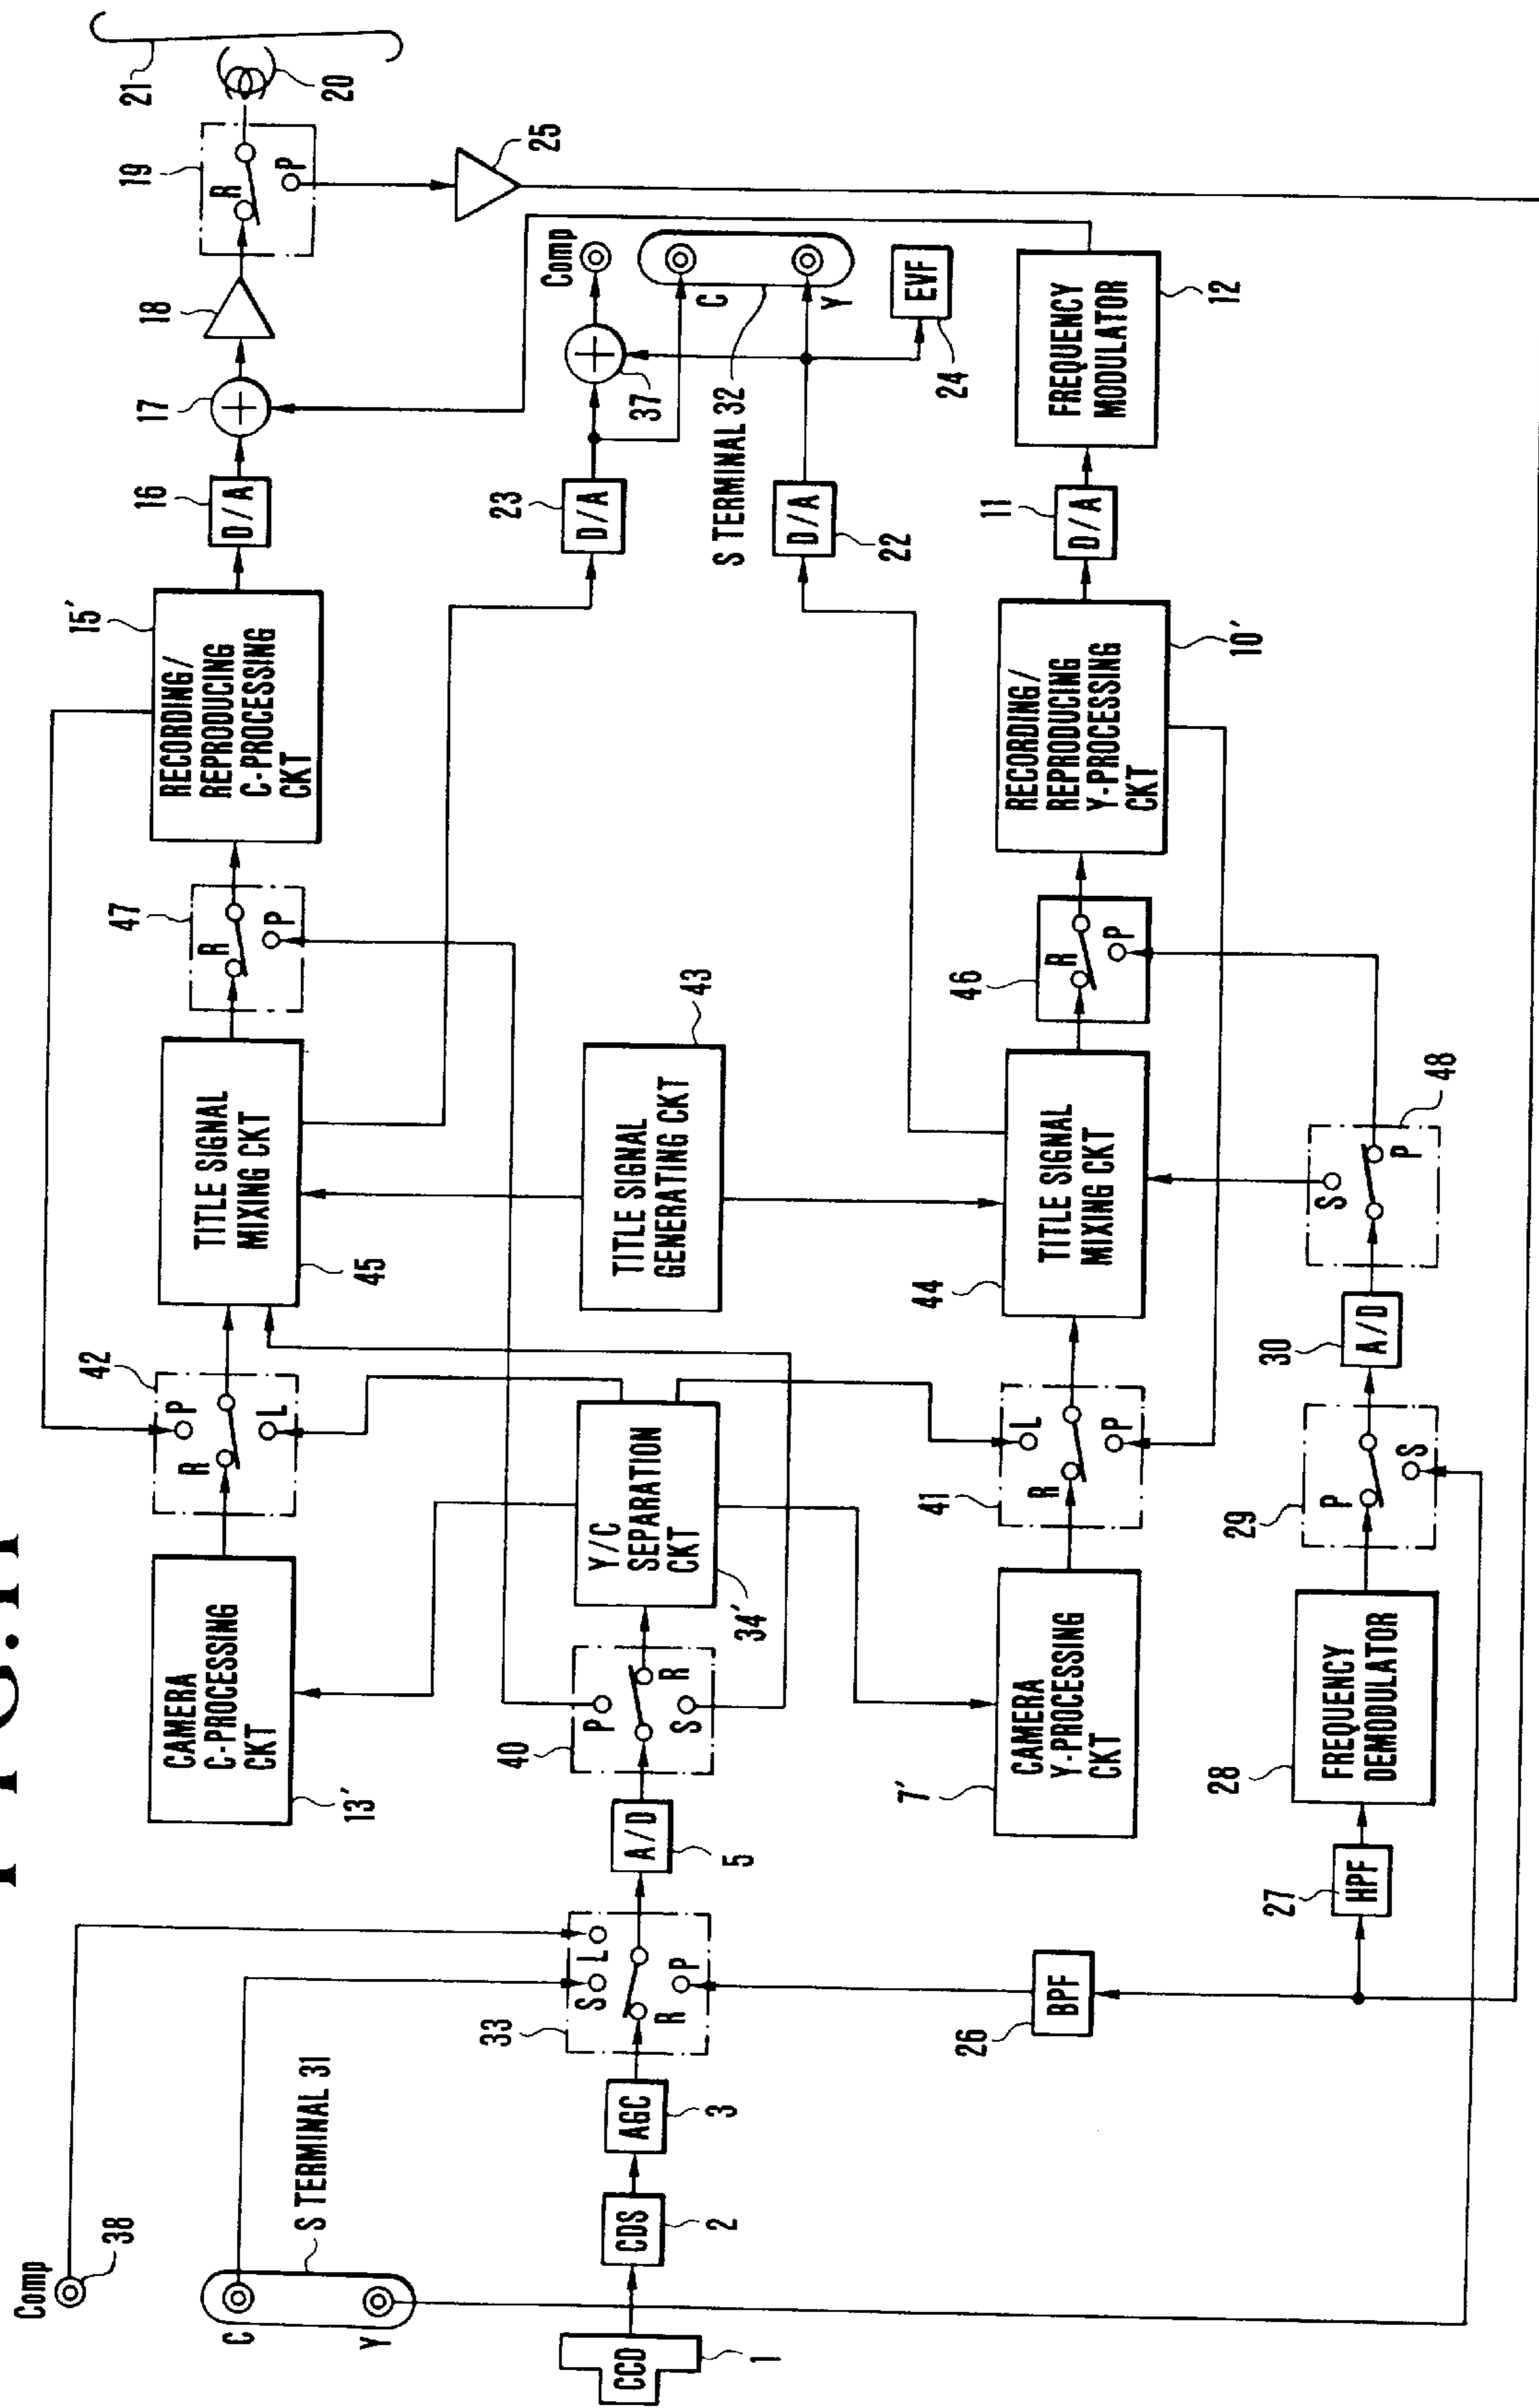 Comp
38
C
Y
S TERMINAL 31
CCD
1
CDS
2
AGC
3
33
S
L
R
P
A/D
5
BPF
26
HPF
27
CAMERA
C-PROCESSING
CKT
13'
40
P
R
S
Y/C
SEPARATION
CKT
34'
CAMERA
Y-PROCESSING
CKT
7'
FREQUENCY
DEMODULATOR
28
42
P
R
L
41
L
R
P
29
P
S
A/D
30
TITLE SIGNAL
MIXING CKT
45
TITLE SIGNAL
GENERATING CKT
43
TITLE SIGNAL
MIXING CKT
44
S
P
48
47
R
P
46
R
P
RECORDING/
REPRODUCING
C-PROCESSING
CKT
15'
RECORDING/
REPRODUCING
Y-PROCESSING
CKT
10'
D/A
16
D/A
23
S TERMINAL 32
D/A
22
D/A
11
17
18
37
Comp
C
Y
EVF
24
FREQUENCY
MODULATOR
12
19
R
P
25
20
21